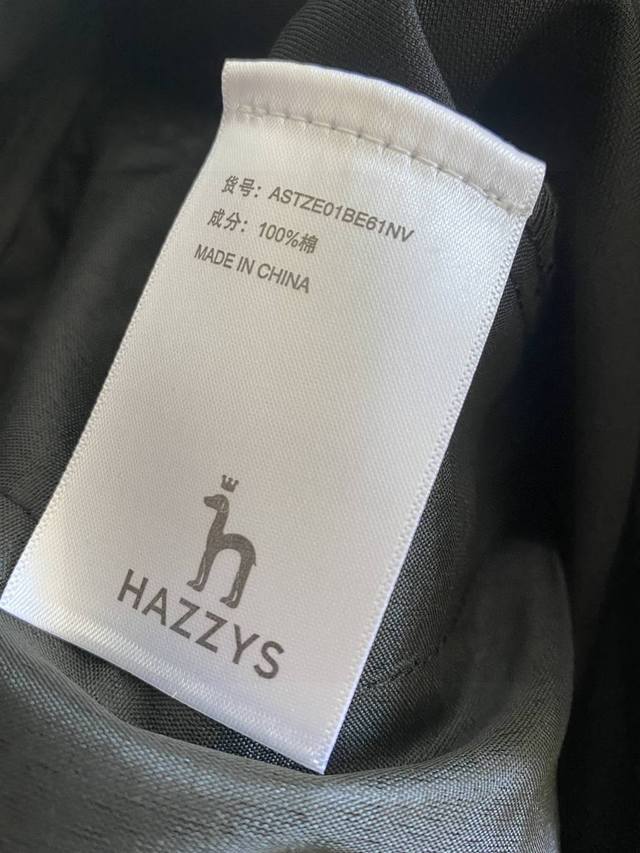 货号：ASTZE01BE61NV
成分：100%棉
MADE IN CHINA
HAZZYS